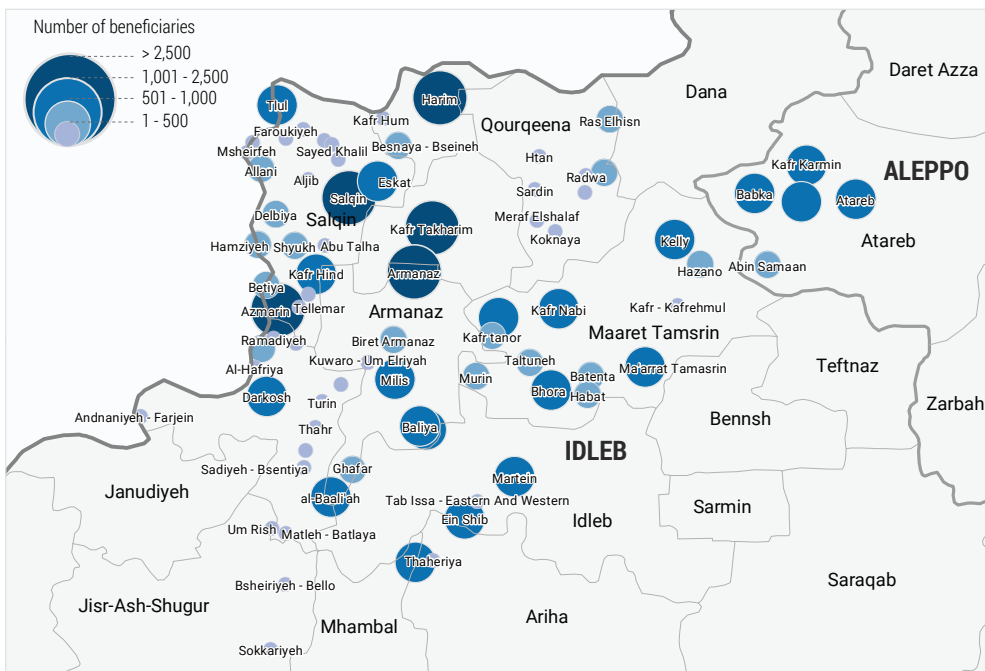 Number of beneficiaries
> 2,500
1,001 - 2,500
501 - 1,000
1 - 500
Daret Azza
Dana
Tlul
Harim
Kafr Hum
Ras Elhisn
Faroukiyeh
Qourqeena
Msheirfeh
Sayed Khalil
Besnaya - Bseineh
Htan
Kafr Karmin
ALEPPO
Allani
Aljib
Eskat
Radwa
Sardin
Babka
Atareb
Salqin
Delbiya
Salqin
Kafr Takharim
Meraf Elshalaf
Koknaya
Kelly
Atareb
Hamziyeh
Shyukh
Abu Talha
Kafr Hind
Armanaz
Hazano
Abin Samaan
Betiya
Azmarin
Tellemar
Armanaz
Kafr Nabi
Kafr - Kafrehmul
Ramadiyeh
Biret Armanaz
Kafr tanor
Maaret Tamsrin
Al-Hafriya
Kuwaro - Um Elriyah
Taltuneh
Teftnaz
Milis
Murin
Batenta
Ma'arrat Tamasrin
Darkosh
Turin
Bhora
Habat
Zarbah
Andnaniyeh - Farjein
Thahr
Baliya
Bennsh
IDLEB
Sadiyeh - Bsentiya
Ghafar
Martein
Janudiyeh
al-Baali'ah
Tab Issa - Eastern And Western
Sarmin
Ein Shib
Idleb
Um Rish
Matleh - Batlaya
Thaheriya
Bsheiriyeh - Bello
Saraqab
Jisr-Ash-Shugur
Mhambal
Ariha
Sokkariyeh